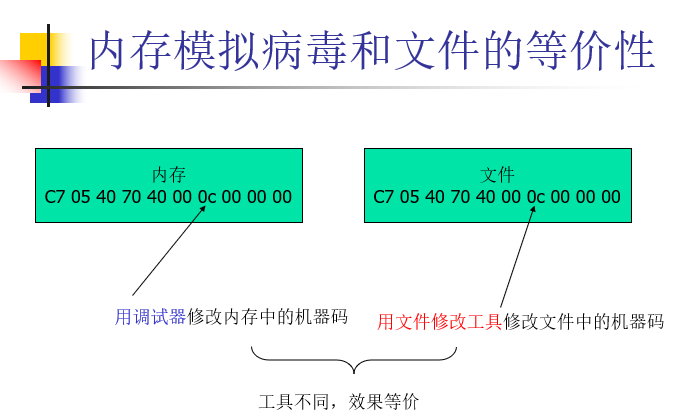 内存模拟病毒和文件的等价性
内存
C7 05 40 70 40 00 0c 00 00 00
文件
C7 05 40 70 40 00 0c 00 00 00
用调试器修改内存中的机器码
用文件修改工具修改文件中的机器码
工具不同，效果等价